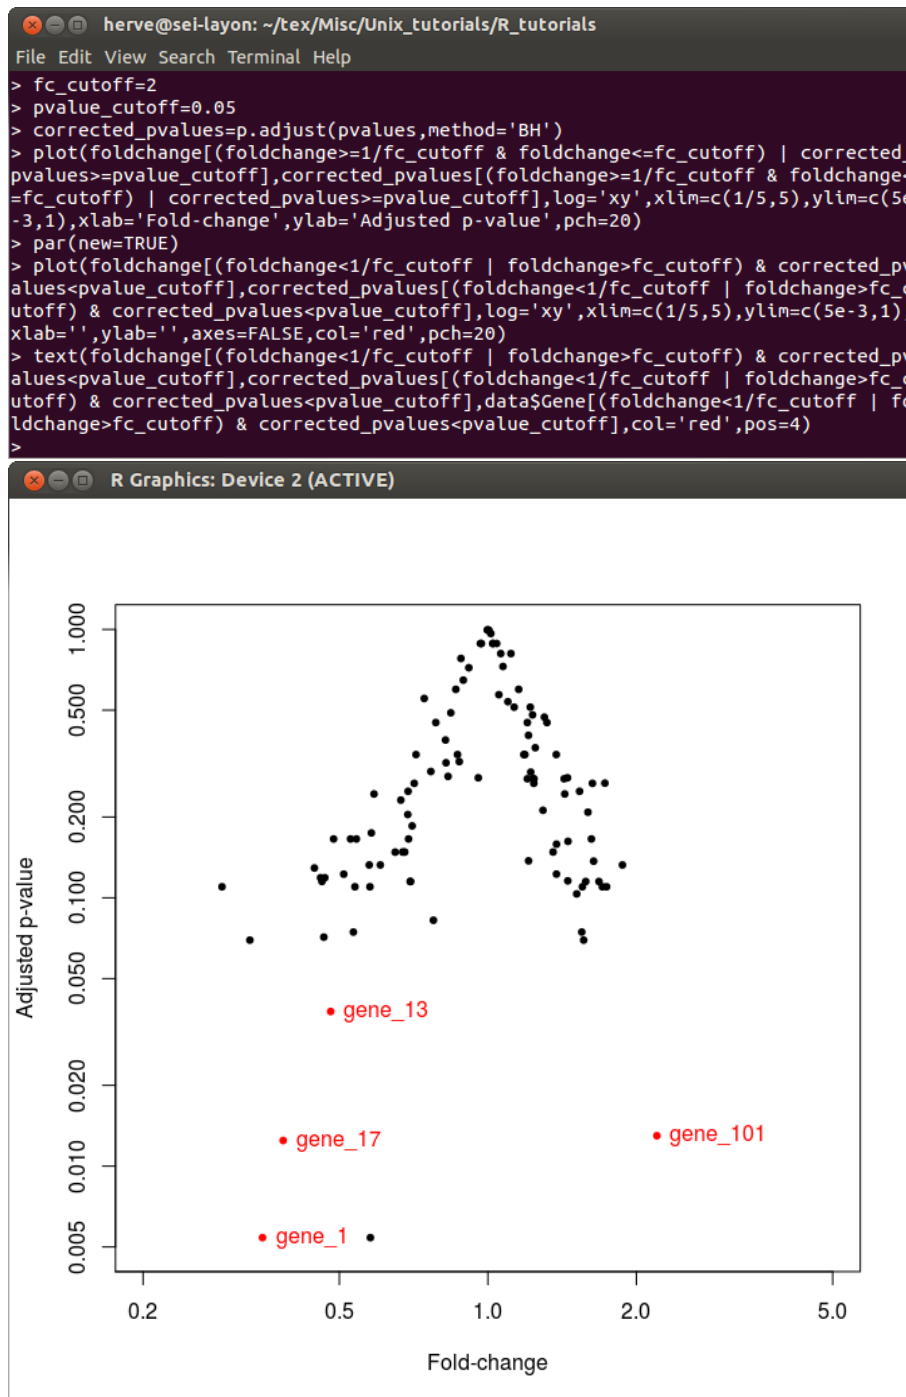 herve@sei-layon: ~/tex/Misc/Unix_tutorials/R_tutorials
File Edit View Search Terminal Help
> fc_cutoff=2
> pvalue_cutoff=0.05
> corrected_pvalues=p.adjust(pvalues,method='BH')
> plot(foldchange[(foldchange>=1/fc_cutoff & foldchange<=fc_cutoff) | corrected_
pvalues>=pvalue_cutoff],corrected_pvalues[(foldchange>=1/fc_cutoff & foldchange<
=fc_cutoff) | corrected_pvalues>=pvalue_cutoff],log='xy',xlim=c(1/5,5),ylim=c(5e
-3,1),xlab='Fold-change',ylab='Adjusted p-value',pch=20)
> par(new=TRUE)
> plot(foldchange[(foldchange<1/fc_cutoff | foldchange>fc_cutoff) & corrected_pv
alues<pvalue_cutoff],corrected_pvalues[(foldchange<1/fc_cutoff | foldchange>fc_c
utoff) & corrected_pvalues<pvalue_cutoff],log='xy',xlim=c(1/5,5),ylim=c(5e-3,1),
xlab='',ylab='',axes=FALSE,col='red',pch=20)
> text(foldchange[(foldchange<1/fc_cutoff | foldchange>fc_cutoff) & corrected_pv
alues<pvalue_cutoff],corrected_pvalues[(foldchange<1/fc_cutoff | foldchange>fc_c
utoff) & corrected_pvalues<pvalue_cutoff],data$Gene[(foldchange<1/fc_cutoff | fo
ldchange>fc_cutoff) & corrected_pvalues<pvalue_cutoff],col='red',pos=4)
>
R Graphics: Device 2 (ACTIVE)
Adjusted p-value
1.000
0.500
0.200
0.100
0.050
0.020
0.010
0.005
gene_13
gene_17
gene_101
gene_1
0.2 0.5 1.0 2.0 5.0
Fold-change